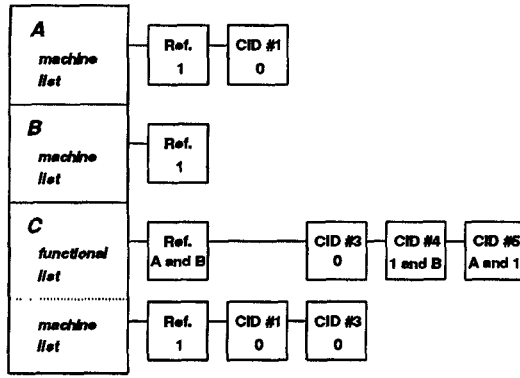 A
machine
list
Ref.
1
CID #1
0
B
machine
list
Ref.
1
C
functional
list
Ref.
A and B
CID #3
0
CID #4
1 and B
CID #5
A and 1
machine
list
Ref.
1
CID #1
0
CID #3
0